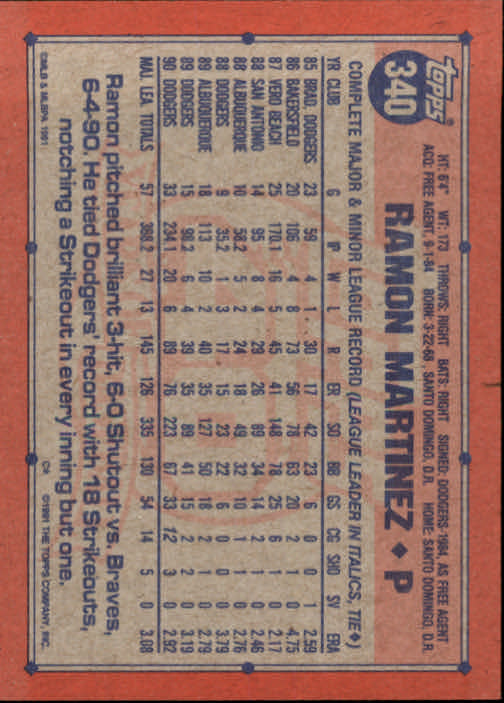 TOPPS
340
HT: 6'4" WT: 173 THROWS: RIGHT BATS: RIGHT SIGNED: DODGERS-1984, AS FREE AGENT
ACQ: FREE AGENT, 9-1-84 BORN: 3-22-68, SANTO DOMINGO, D.R. HOME: SANTO DOMINGO, D.R.
RAMON MARTINEZ ◆ P
COMPLETE MAJOR & MINOR LEAGUE RECORD (LEAGUE LEADER IN ITALICS, TIE◆)
YR CLUB G IP W L R ER SO BB GS CG SHO SV ERA
85 BRAD. DODGERS 23 59 4 1 30 17 42 23 6 0 0 1 2.59
86 BAKERSFIELD 20 106 4 8 73 56 78 63 20 2 1 0 4.75
87 VERO BEACH 25 170.1 16 5 45 41 148 78 25 6 1 0 2.17
88 SAN ANTONIO 14 95 8 4 29 26 89 34 14 2 1 0 2.46
88 ALBUQUERQUE 10 58.2 5 2 24 18 49 32 10 1 1 0 2.76
88 DODGERS 9 35.2 1 3 17 15 23 22 6 0 0 0 3.79
89 ALBUQUERQUE 18 113 10 2 40 35 127 50 18 2 1 0 2.79
89 DODGERS 15 98.2 6 4 39 35 89 41 15 2 2 0 3.19
90 DODGERS 33 234.1 20 6 89 76 223 67 33 12 3 0 2.92
MAJ. LEA. TOTALS 57 368.2 27 13 145 126 335 130 54 14 5 0 3.08
Ramon pitched brilliant 3-hit, 6-0 Shutout vs. Braves,
6-4-90. He tied Dodgers' record with 18 Strikeouts,
notching a Strikeout in every inning but one.
©MLB & MLBPA 1991 C* ©1991 THE TOPPS COMPANY, INC.